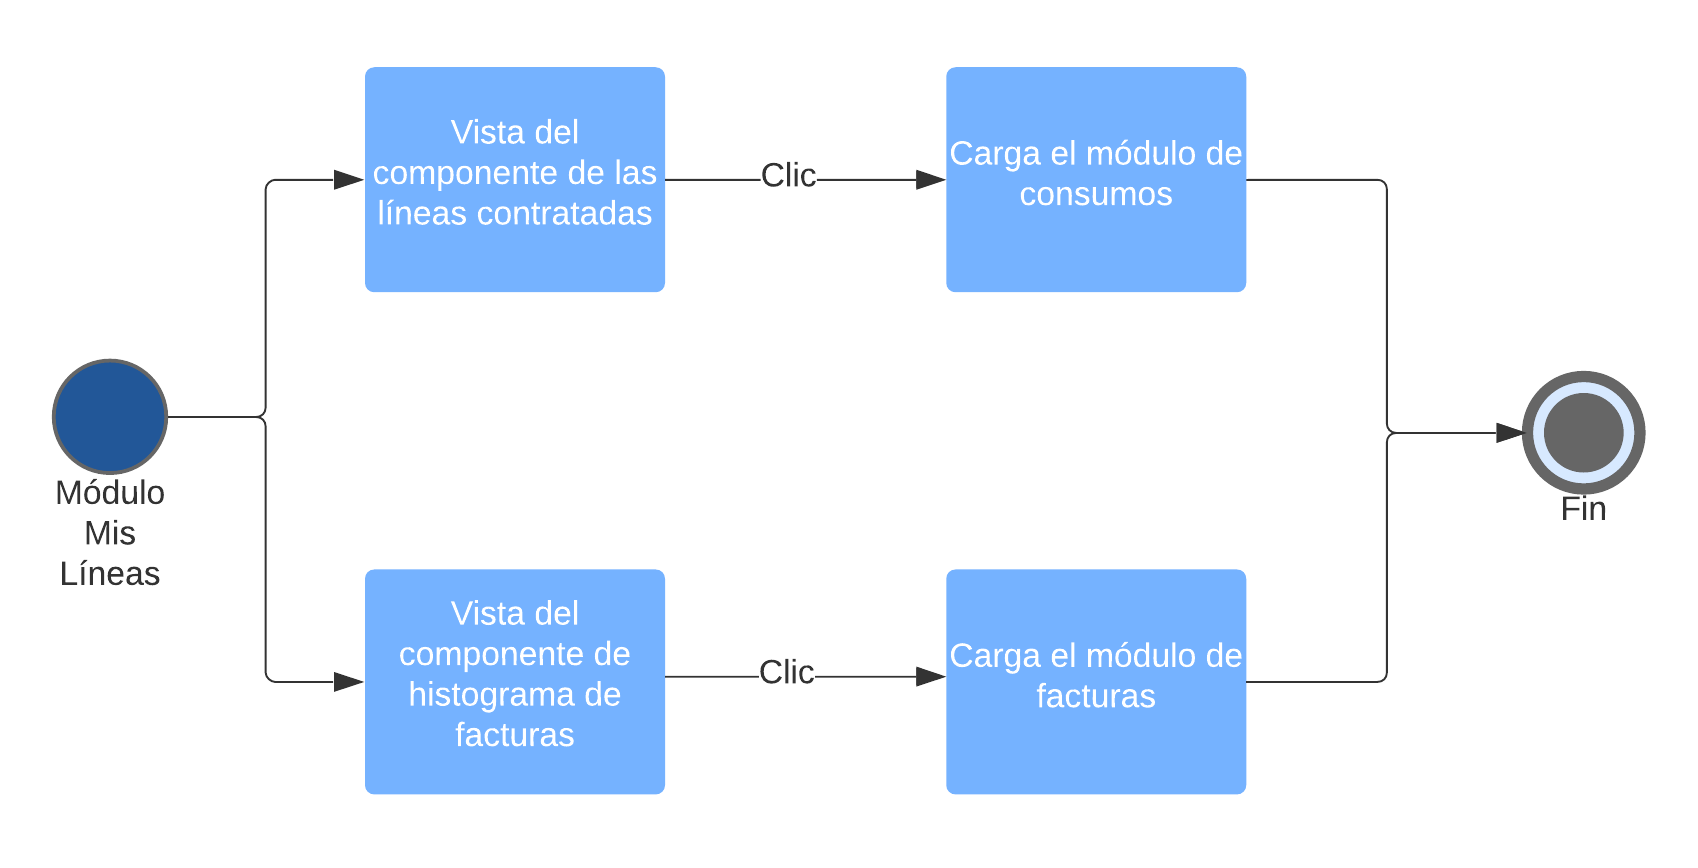 Módulo
Mis
Líneas
Vista del
componente de las
líneas contratadas
Clic
Carga el módulo de
consumos
Vista del
componente de
histograma de
facturas
Clic
Carga el módulo de
facturas
Fin